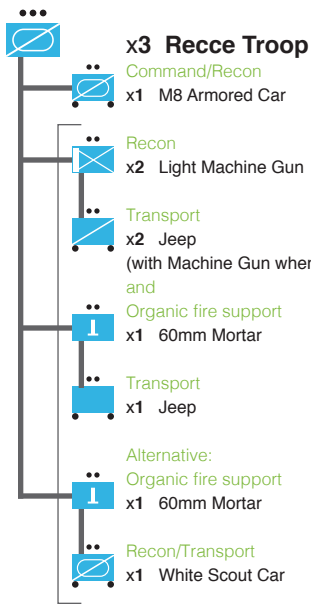 x3 Recce Troop
Command/Recon
x1 M8 Armored Car
Recon
x2 Light Machine Gun
Transport
x2 Jeep
(with Machine Gun wher
and
Organic fire support
x1 60mm Mortar
Transport
x1 Jeep
Alternative:
Organic fire support
x1 60mm Mortar
Recon/Transport
x1 White Scout Car